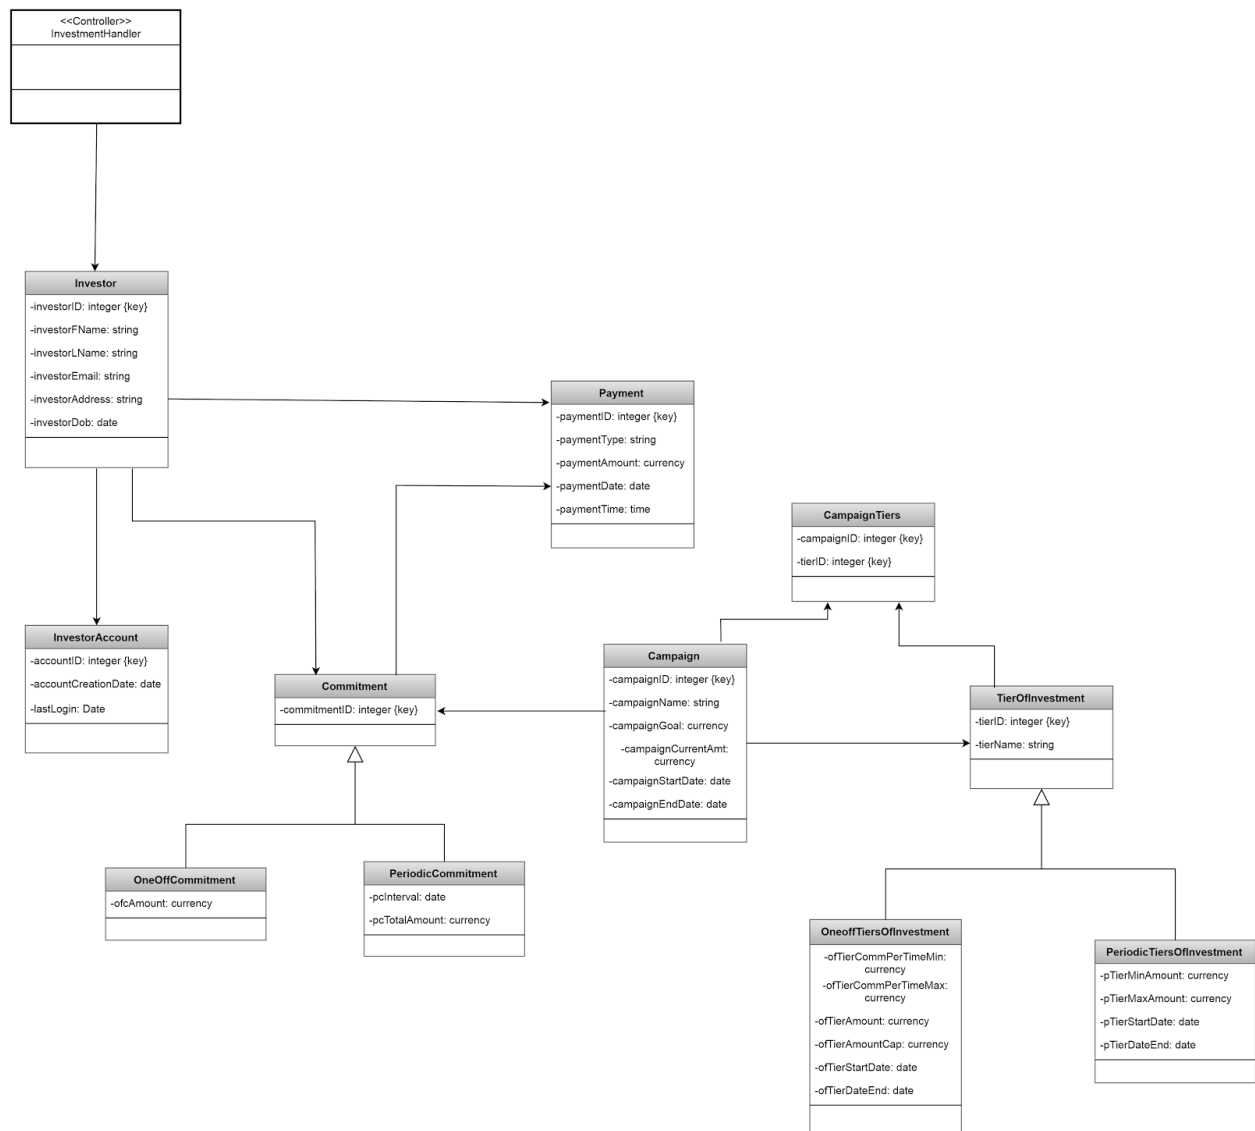 <<Controller>>
InvestmentHandler
Investor
-investorID: integer {key}
-investorFName: string
-investorLName: string
-investorEmail: string
-investorAddress: string
-investorDob: date
Payment
-paymentID: integer {key}
-paymentType: string
-paymentAmount: currency
-paymentDate: date
-paymentTime: time
CampaignTiers
-campaignID: integer {key}
-tierID: integer {key}
InvestorAccount
-accountID: integer {key}
-accountCreationDate: date
-lastLogin: Date
Commitment
-commitmentID: integer {key}
Campaign
-campaignID: integer {key}
-campaignName: string
-campaignGoal: currency
-campaignCurrentAmt:
currency
-campaignStartDate: date
-campaignEndDate: date
TierOfInvestment
-tierID: integer {key}
-tierName: string
OneOffCommitment
-ofcAmount: currency
PeriodicCommitment
-pcInterval: date
-pcTotalAmount: currency
OneoffTiersOfInvestment
-ofTierCommPerTimeMin:
currency
-ofTierCommPerTimeMax:
currency
-ofTierAmount: currency
-ofTierAmountCap: currency
-ofTierStartDate: date
-ofTierDateEnd: date
PeriodicTiersOfInvestment
-pTierMinAmount: currency
-pTierMaxAmount: currency
-pTierStartDate: date
-pTierDateEnd: date